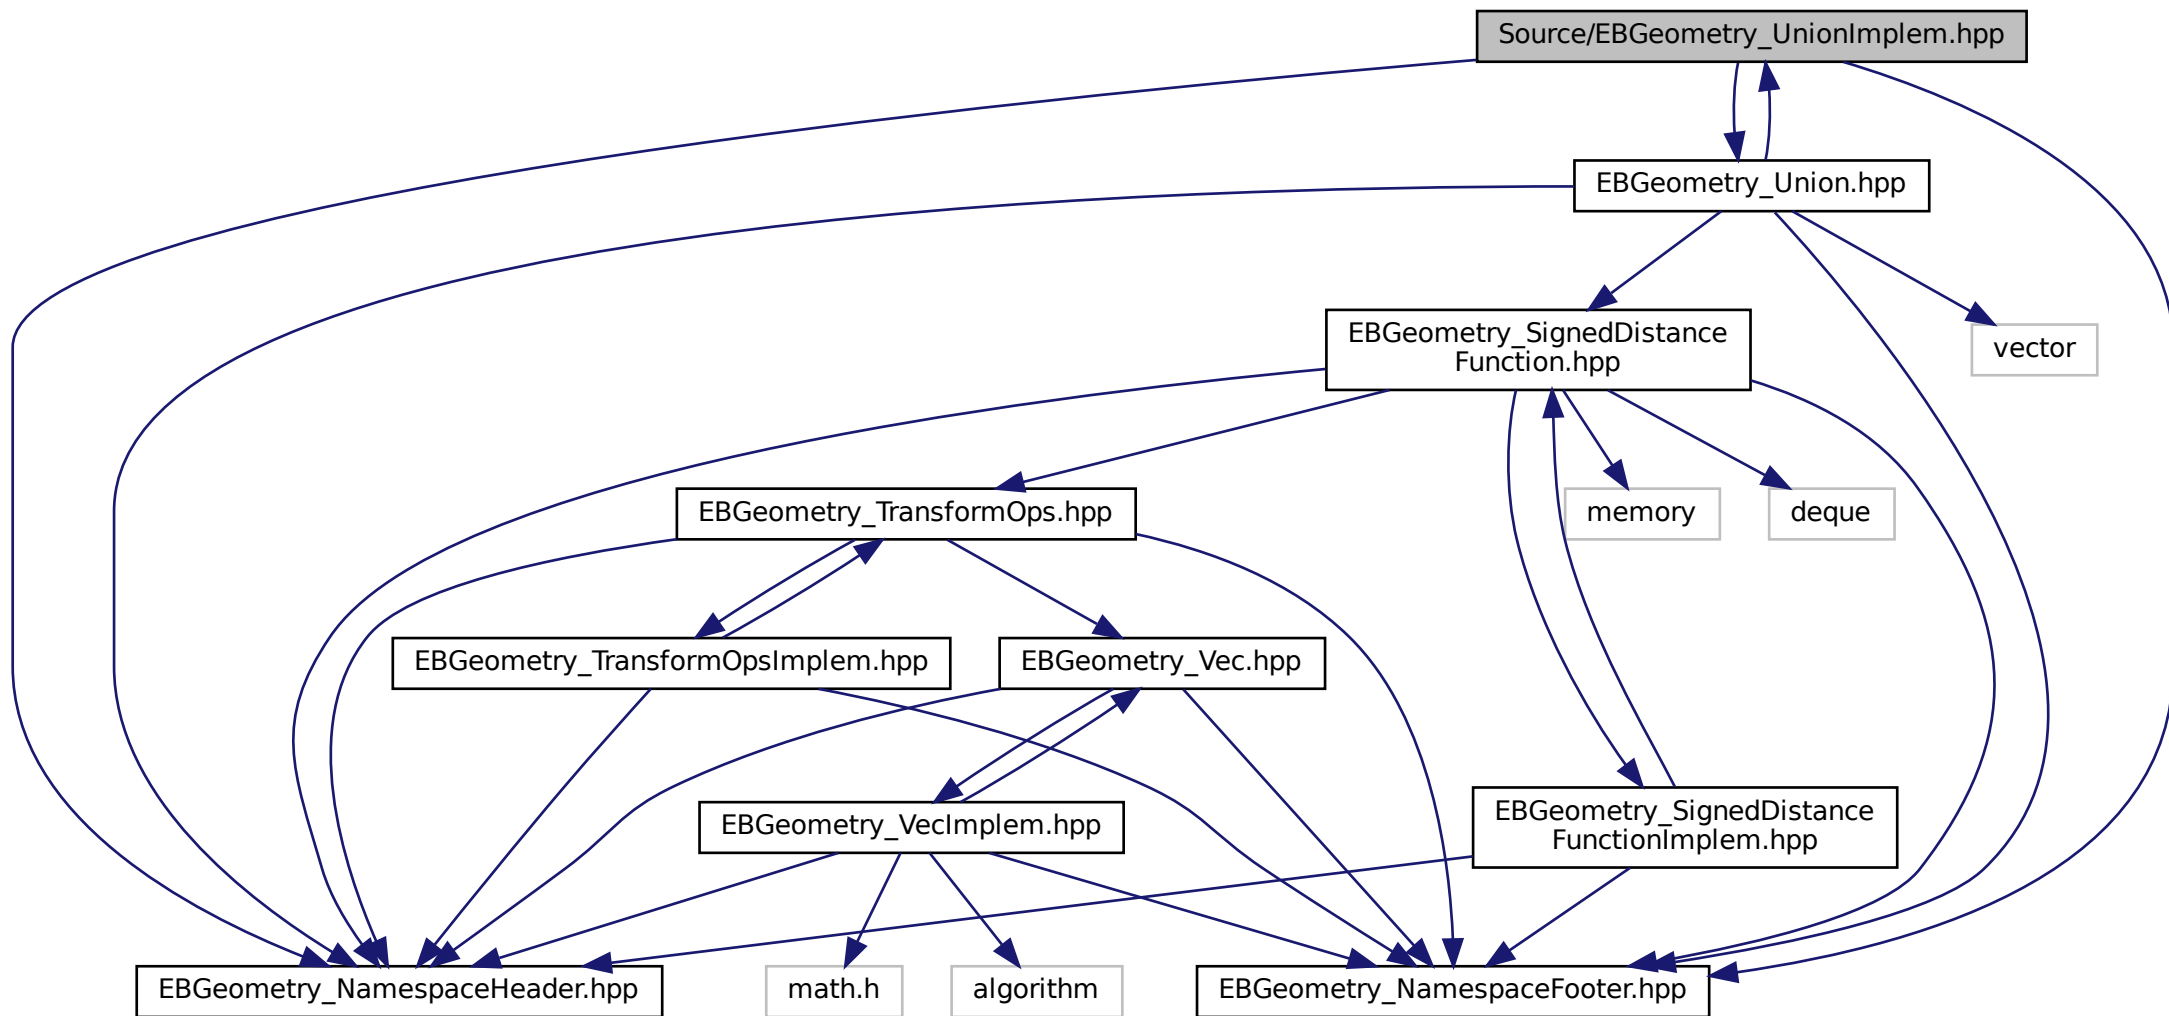 Source/EBGeometry_UnionImplem.hpp
EBGeometry_Union.hpp
EBGeometry_SignedDistance
Function.hpp
vector
EBGeometry_TransformOps.hpp
memory
deque
EBGeometry_TransformOpsImplem.hpp
EBGeometry_Vec.hpp
EBGeometry_VecImplem.hpp
EBGeometry_SignedDistance
FunctionImplem.hpp
EBGeometry_NamespaceHeader.hpp
math.h
algorithm
EBGeometry_NamespaceFooter.hpp